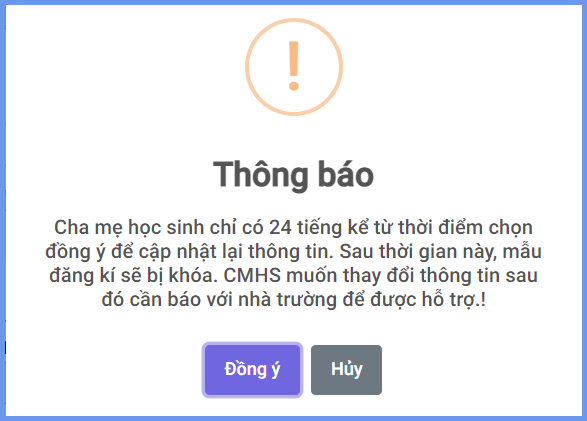 Thông báo
Cha mẹ học sinh chỉ có 24 tiếng kể từ thời điểm chọn
đồng ý để cập nhật lại thông tin. Sau thời gian này, mẫu
đăng kí sẽ bị khóa. CMHS muốn thay đổi thông tin sau
đó cần báo với nhà trường để được hỗ trợ.!
Đồng ý
Hủy